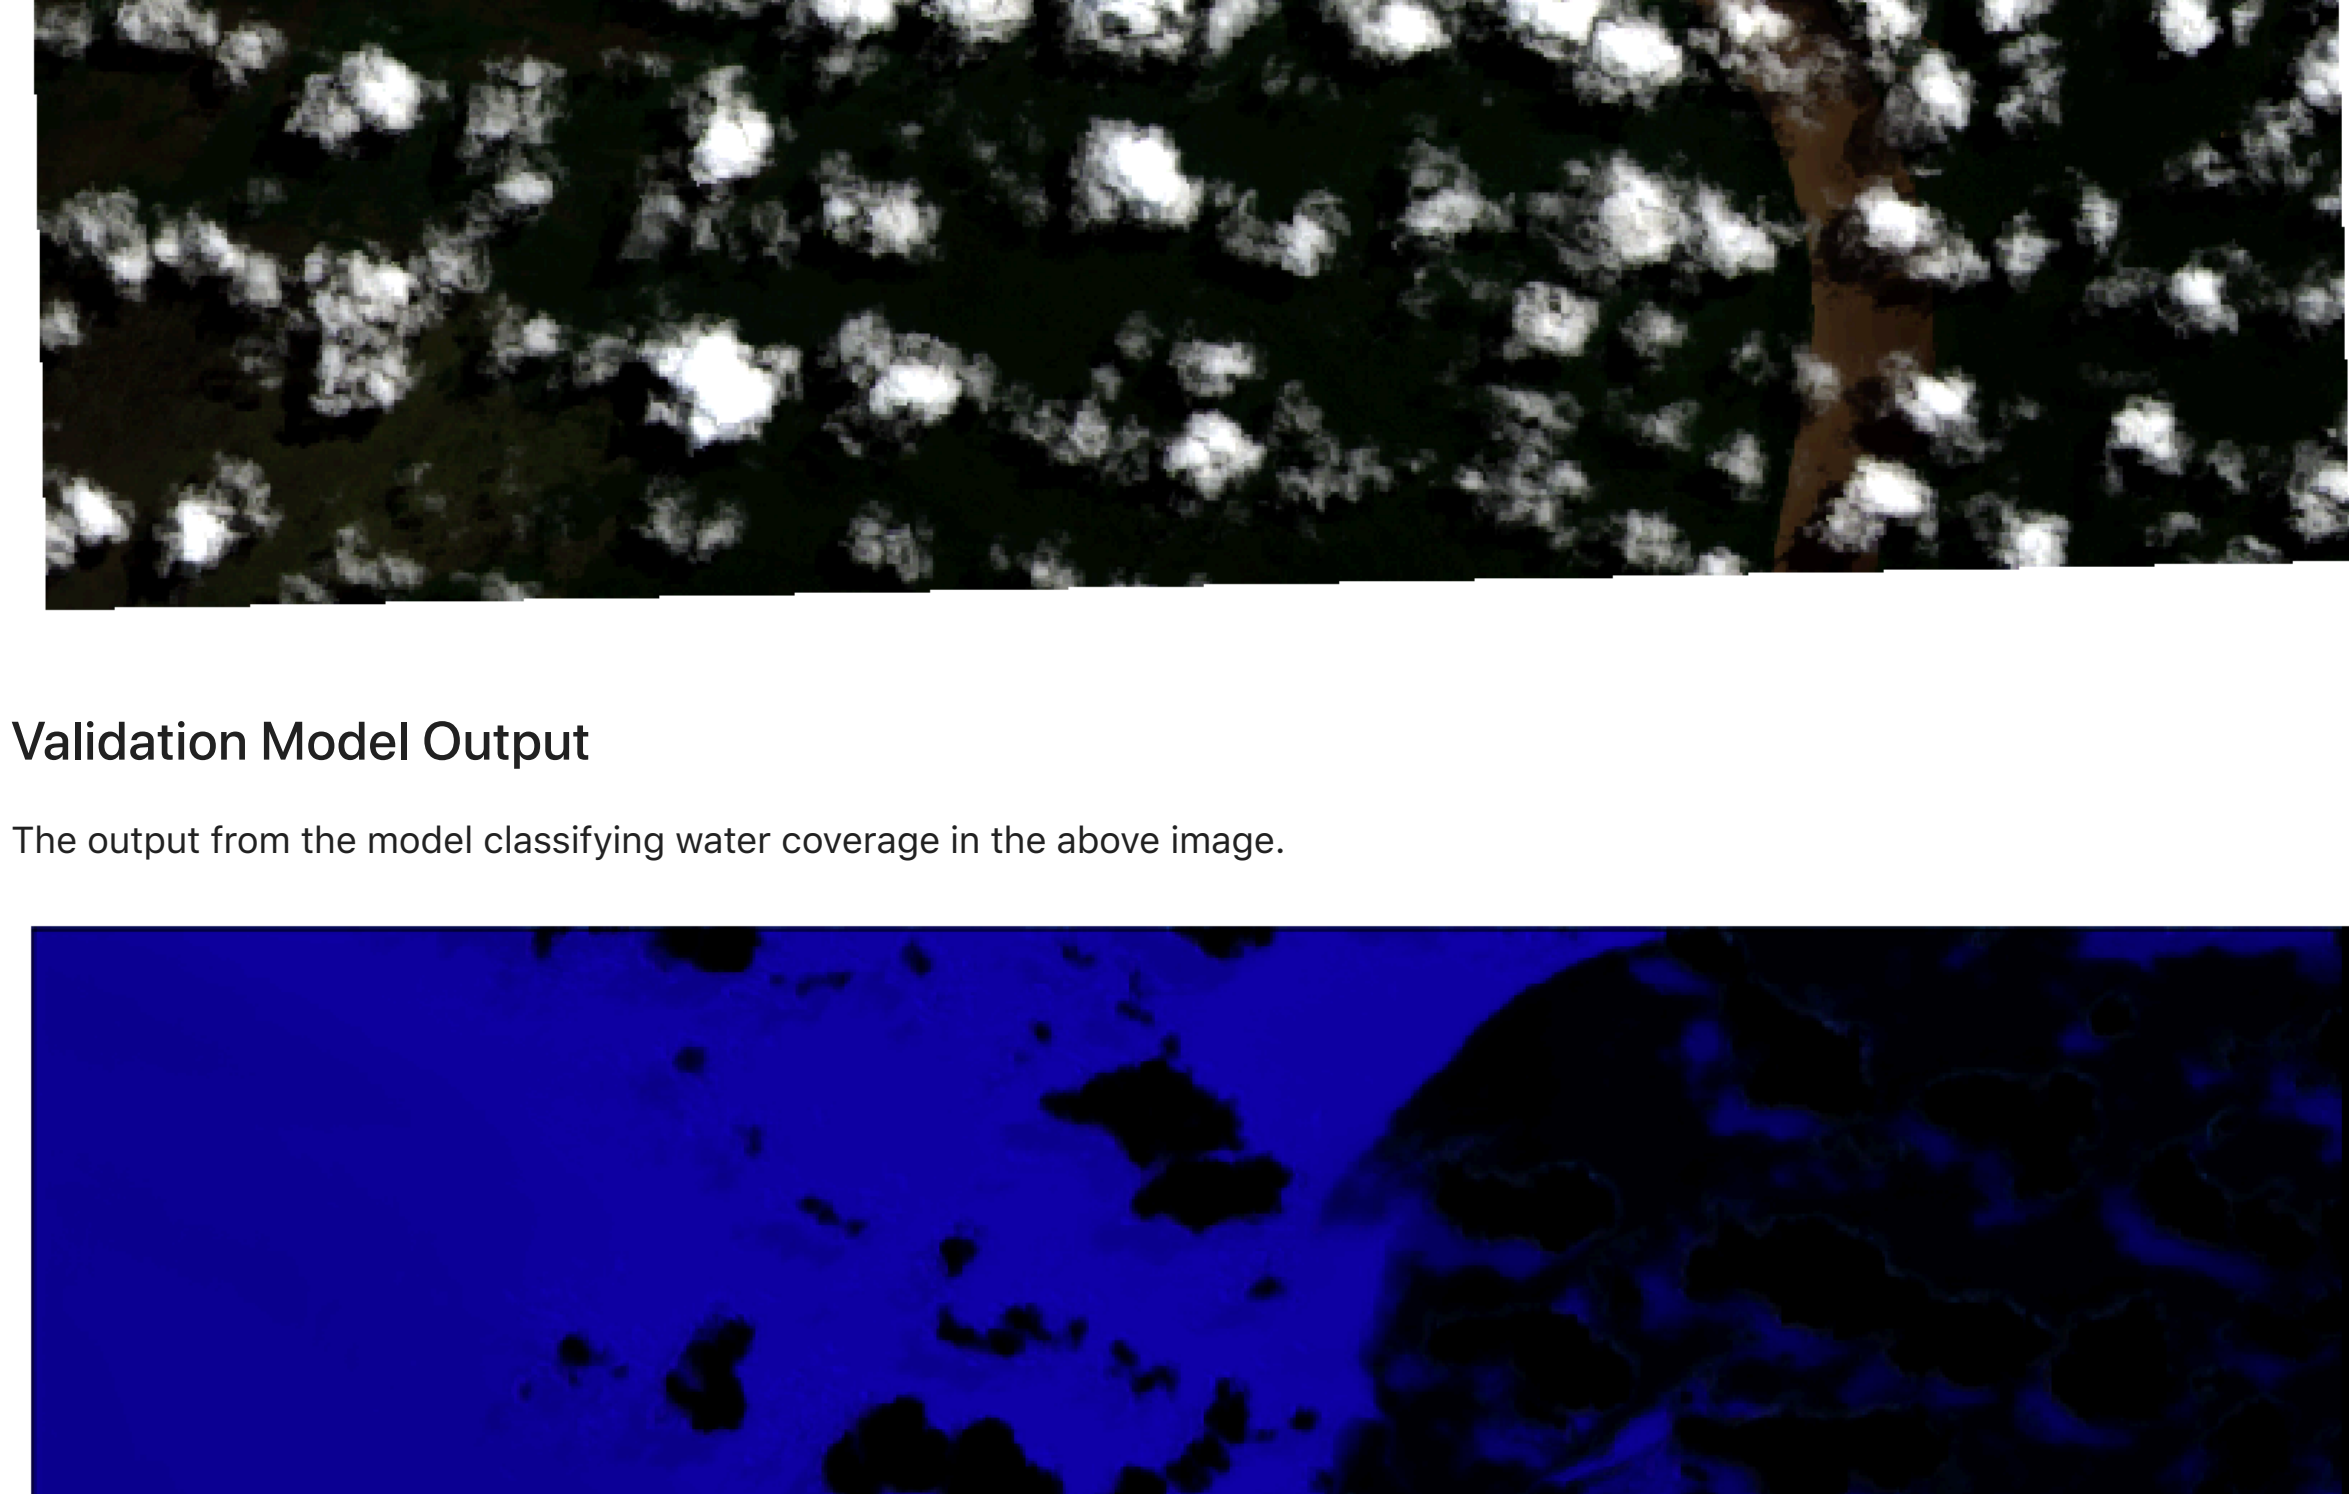 Validation Model Output
The output from the model classifying water coverage in the above image.